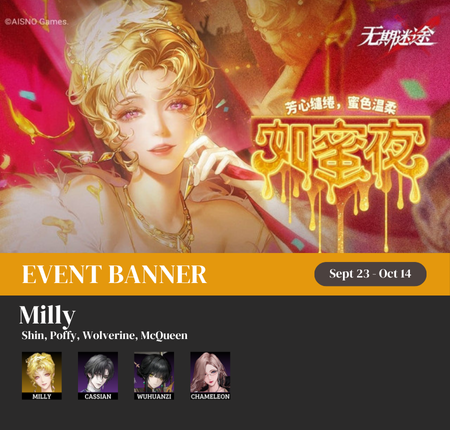 ©AISNO Games.
无期迷途
芳心缱绻，蜜色温柔
如蜜夜
EVENT BANNER
Sept 23 - Oct 14
Milly
Shin, Poffy, Wolverine, McQueen
MILLY CASSIAN WUHUANZI CHAMELEON